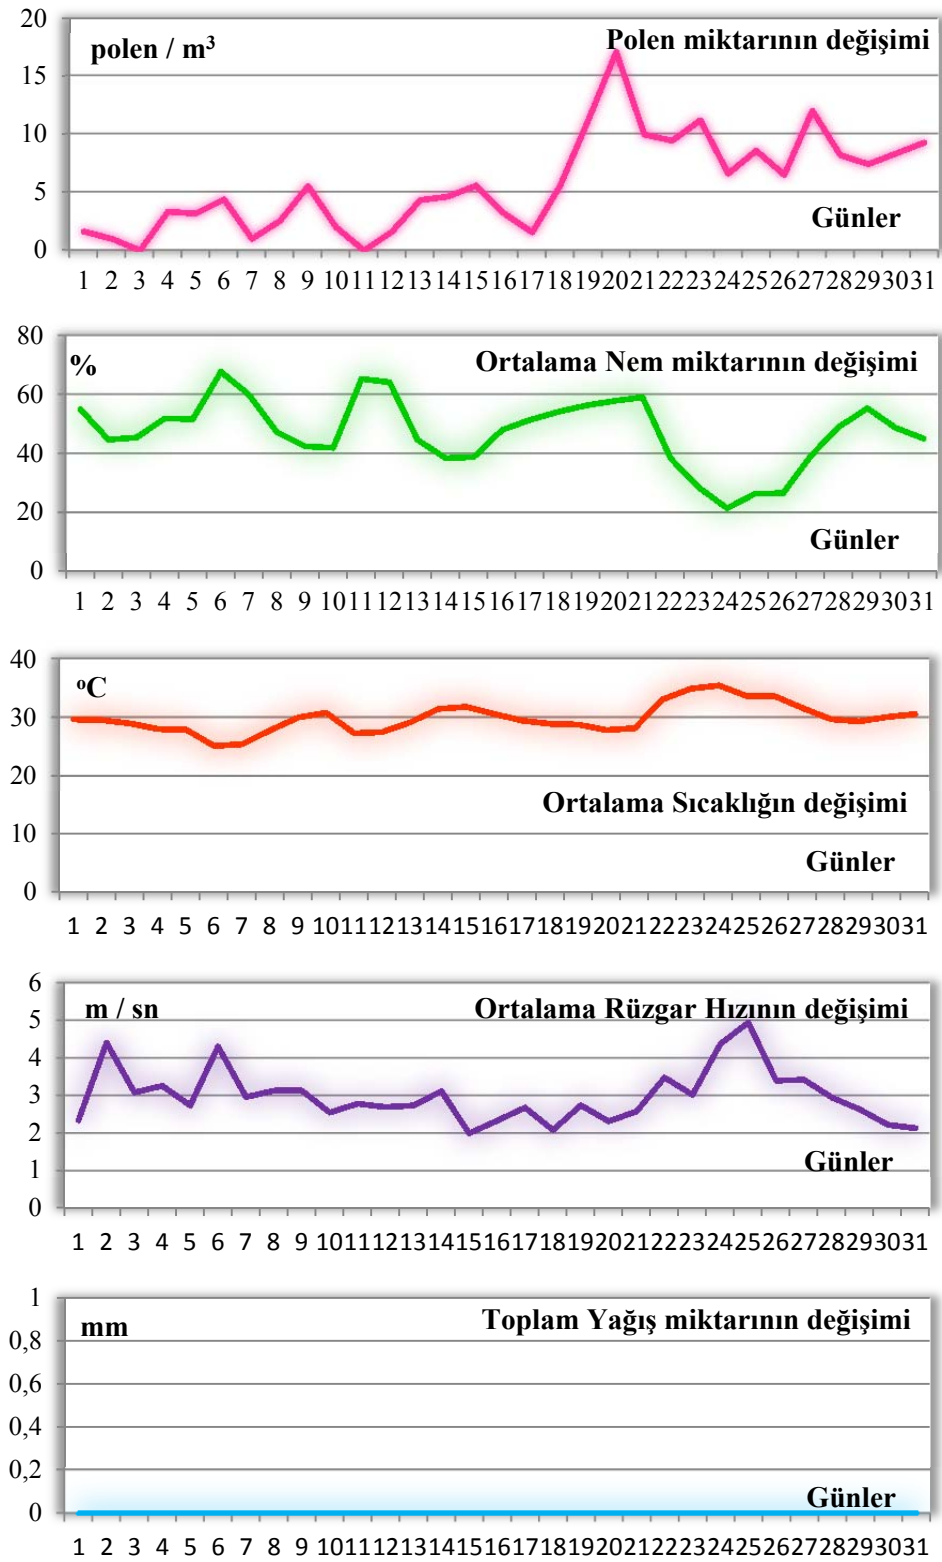 20
polen / m³
Polen miktarının değişimi
15
10
5
Günler
0
1 2 3 4 5 6 7 8 9 10 11 12 13 14 15 16 17 18 19 20 21 22 23 24 25 26 27 28 29 30 31
80
%
Ortalama Nem miktarının değişimi
60
40
20
Günler
0
1 2 3 4 5 6 7 8 9 10 11 12 13 14 15 16 17 18 19 20 21 22 23 24 25 26 27 28 29 30 31
40
ºC
30
20
Ortalama Sıcaklığın değişimi
10
Günler
0
1 2 3 4 5 6 7 8 9 10 11 12 13 14 15 16 17 18 19 20 21 22 23 24 25 26 27 28 29 30 31
6
m / sn
Ortalama Rüzgar Hızının değişimi
5
4
3
2
Günler
1
0
1 2 3 4 5 6 7 8 9 10 11 12 13 14 15 16 17 18 19 20 21 22 23 24 25 26 27 28 29 30 31
1
mm
Toplam Yağış miktarının değişimi
0,8
0,6
0,4
0,2
Günler
0
1 2 3 4 5 6 7 8 9 10 11 12 13 14 15 16 17 18 19 20 21 22 23 24 25 26 27 28 29 30 31